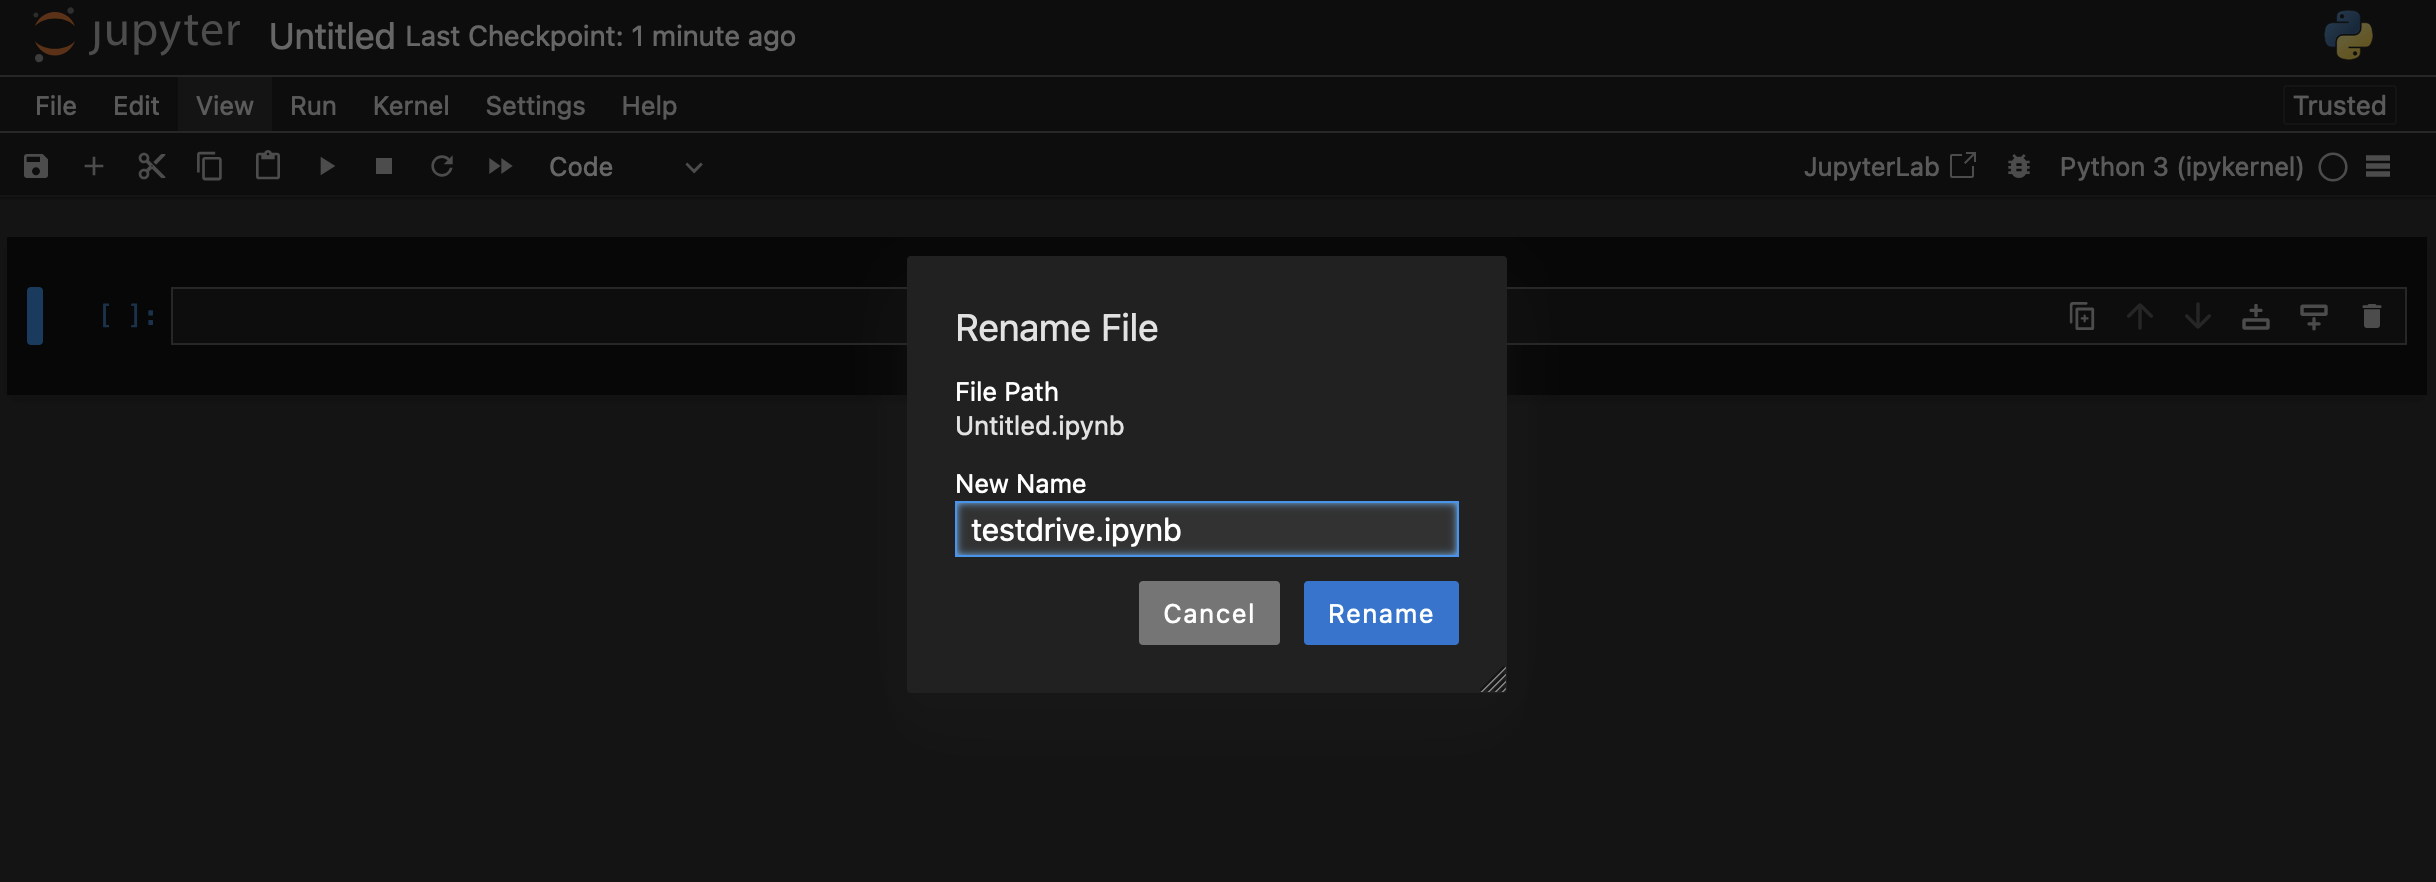 jupyter Untitled Last Checkpoint: 1 minute ago
File Edit View Run Kernel Settings Help Trusted
Code JupyterLab Python 3 (ipykernel)
[ ]:
Rename File
File Path
Untitled.ipynb
New Name
testdrive.ipynb
Cancel Rename